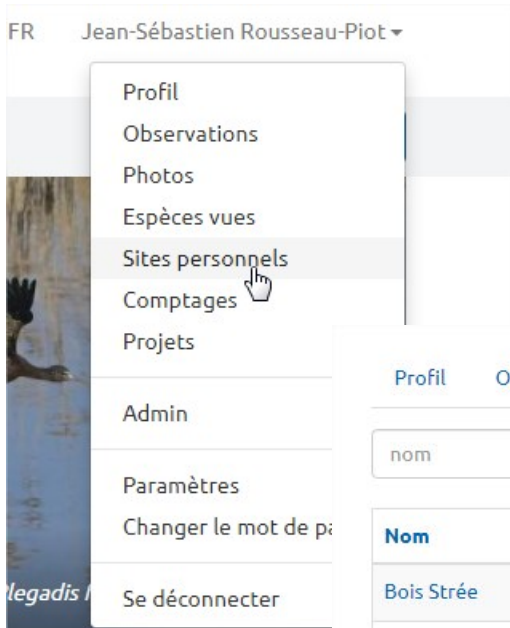 FR Jean-Sébastien Rousseau-Piot
Profil
Observations
Photos
Espèces vues
Sites personnels
Comptages
Projets
Admin
Paramètres
Changer le mot de
Se déconnecter
Profil
nom
Nom
Bois Strée